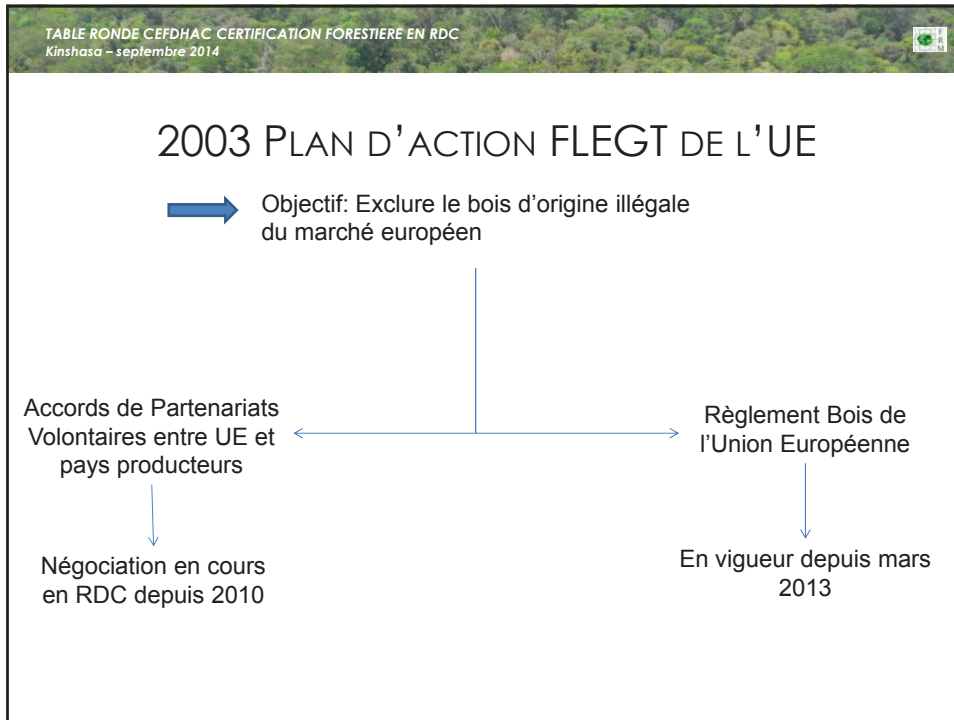 TABLE RONDE CEFDHAC CERTIFICATION FORESTIERE EN RDC
Kinshasa – septembre 2014
FRM
2003 PLAN D'ACTION FLEGT DE L'UE
Objectif: Exclure le bois d'origine illégale
du marché européen
Accords de Partenariats
Volontaires entre UE et
pays producteurs
Règlement Bois de
l'Union Européenne
Négociation en cours
en RDC depuis 2010
En vigueur depuis mars
2013